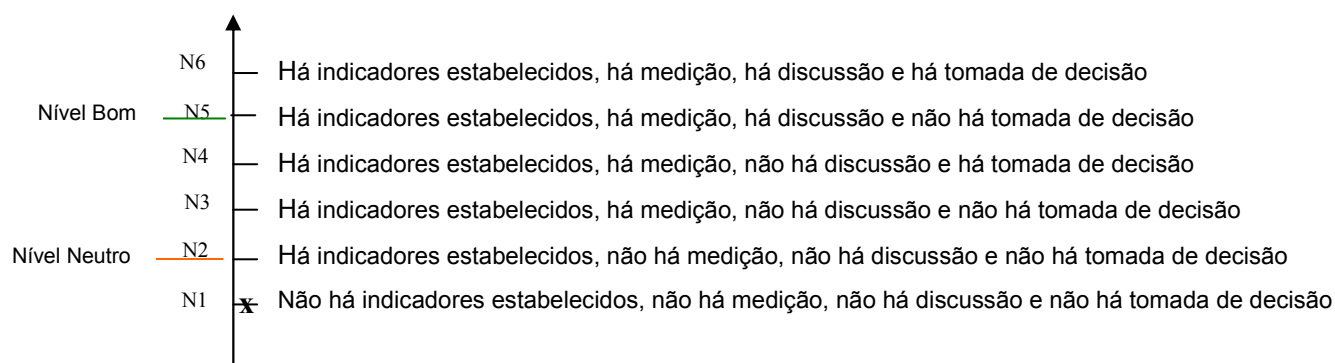 N6 Há indicadores estabelecidos, há medição, há discussão e há tomada de decisão
Nível Bom N5 Há indicadores estabelecidos, há medição, há discussão e não há tomada de decisão
N4 Há indicadores estabelecidos, há medição, não há discussão e há tomada de decisão
N3 Há indicadores estabelecidos, há medição, não há discussão e não há tomada de decisão
Nível Neutro N2 Há indicadores estabelecidos, não há medição, não há discussão e não há tomada de decisão
N1 x Não há indicadores estabelecidos, não há medição, não há discussão e não há tomada de decisão